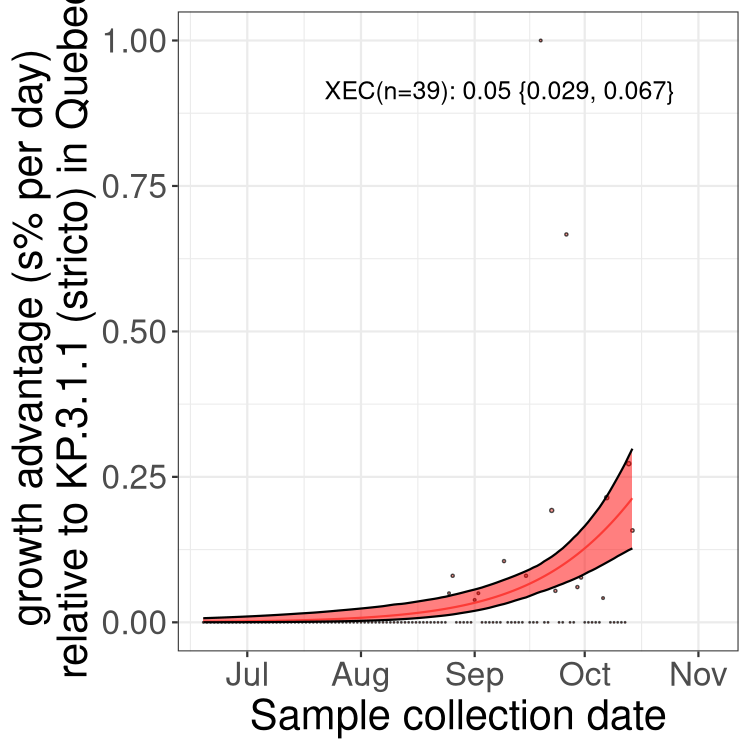 growth advantage (s% per day)
relative to KP.3.1.1 (stricto) in Quebec
1.00
0.75
0.50
0.25
0.00
XEC(n=39): 0.05 {0.029, 0.067}
Jul Aug Sep Oct Nov
Sample collection date